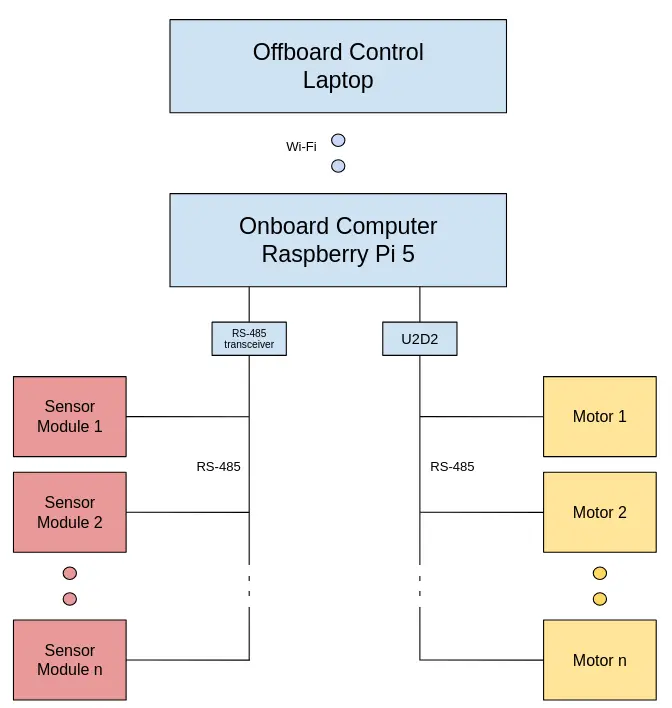 Offboard Control
Laptop
Wi-Fi
Onboard Computer
Raspberry Pi 5
RS-485
transceiver
U2D2
Sensor
Module 1
Motor 1
RS-485
RS-485
Sensor
Module 2
Motor 2
Sensor
Module n
Motor n